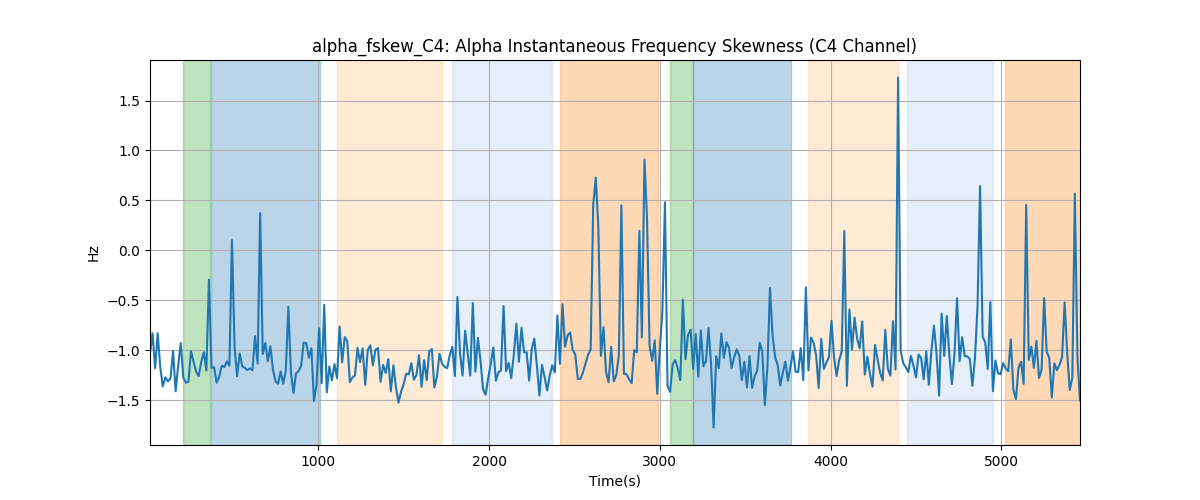 alpha_fskew_C4: Alpha Instantaneous Frequency Skewness (C4 Channel)
1.5
1.0
0.5
0.0
−0.5
−1.0
−1.5
Hz
1000 2000 3000 4000 5000
Time(s)